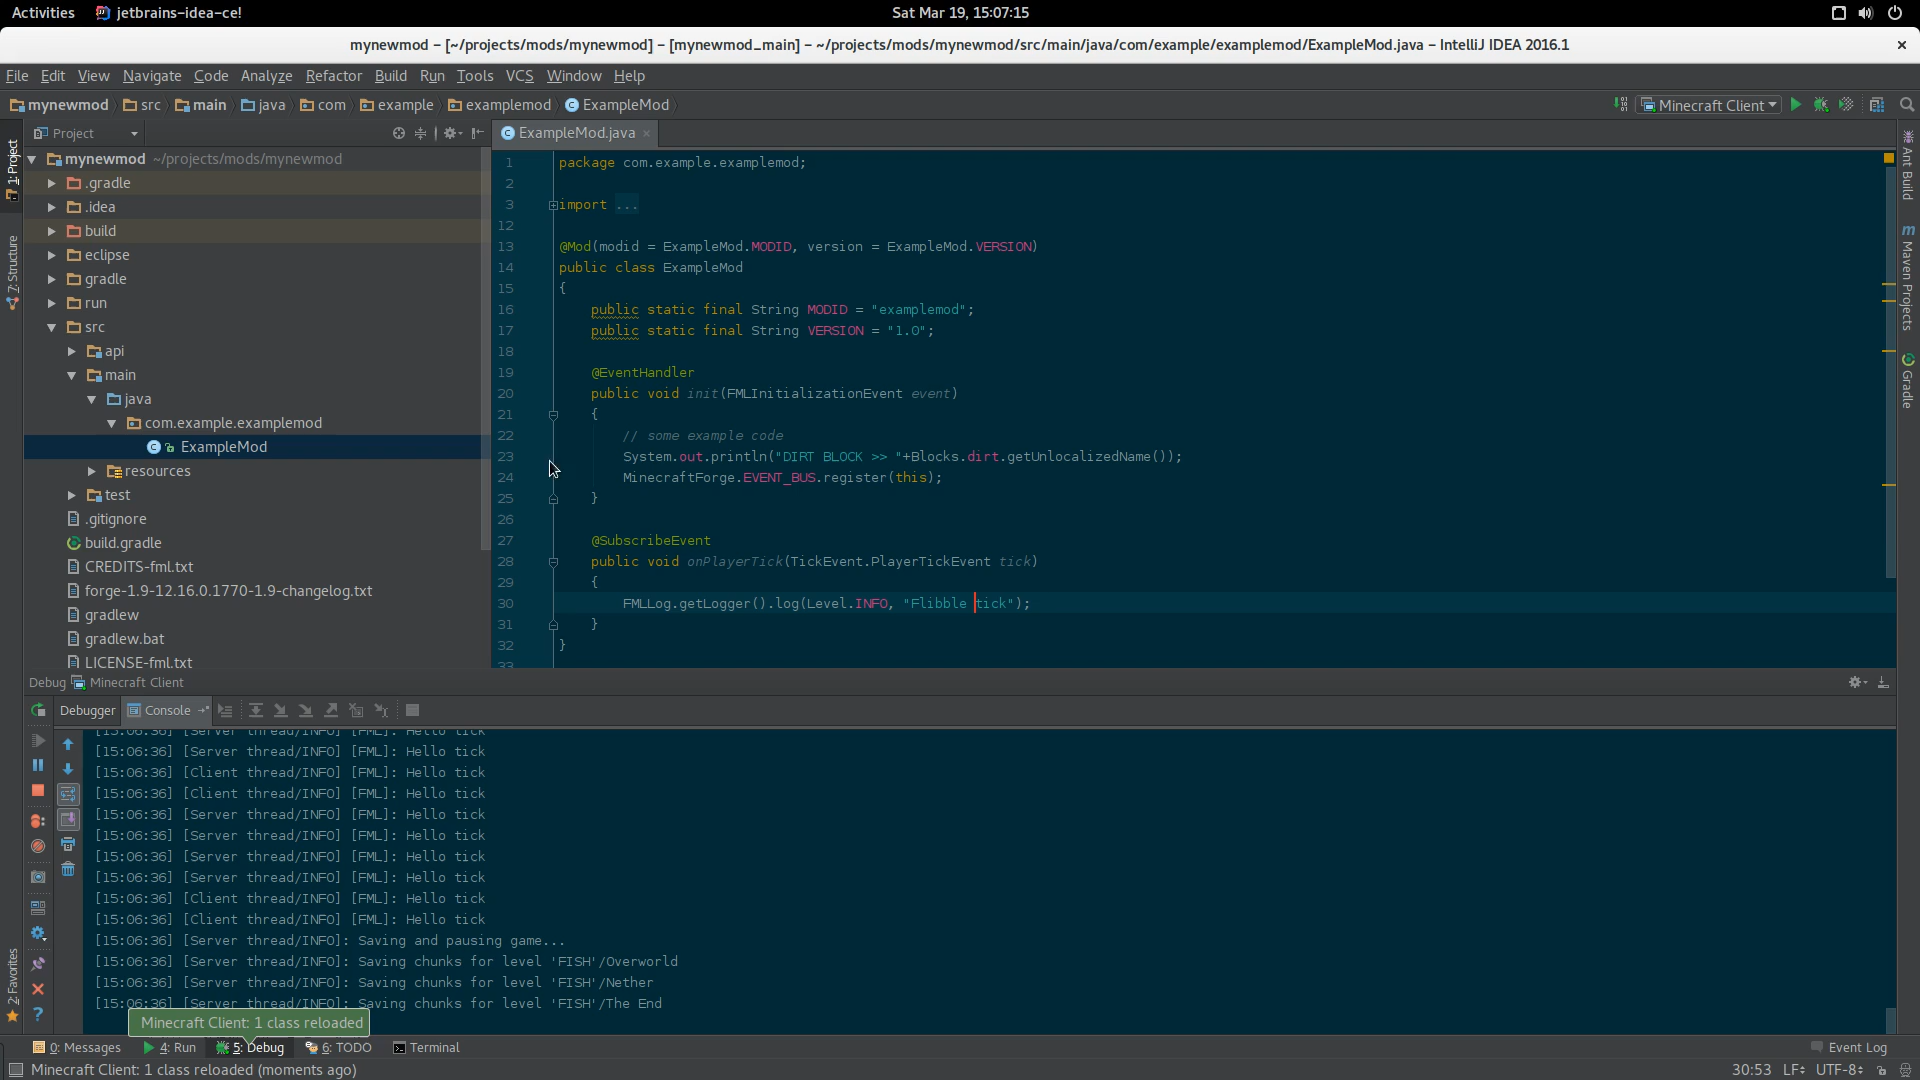 Activities jetbrains-idea-ce! Sat Mar 19, 15:07:15
mynewmod – [~/projects/mods/mynewmod] – [mynewmod_main] – ~/projects/mods/mynewmod/src/main/java/com/example/examplemod/ExampleMod.java – IntelliJ IDEA 2016.1
File Edit View Navigate Code Analyze Refactor Build Run Tools VCS Window Help
mynewmod src main java com example examplemod ExampleMod Minecraft Client
Project
ExampleMod.java
1: Project
7: Structure
2: Favorites
mynewmod ~/projects/mods/mynewmod
.gradle
.idea
build
eclipse
gradle
run
src
api
main
java
com.example.examplemod
ExampleMod
resources
test
.gitignore
build.gradle
CREDITS-fml.txt
forge-1.9-12.16.0.1770-1.9-changelog.txt
gradlew
gradlew.bat
LICENSE-fml.txt
1 package com.example.examplemod;
2
3 import ...
12
13 @Mod(modid = ExampleMod.MODID, version = ExampleMod.VERSION)
14 public class ExampleMod
15 {
16 public static final String MODID = "examplemod";
17 public static final String VERSION = "1.0";
18
19 @EventHandler
20 public void init(FMLInitializationEvent event)
21 {
22 // some example code
23 System.out.println("DIRT BLOCK >> "+Blocks.dirt.getUnlocalizedName());
24 MinecraftForge.EVENT_BUS.register(this);
25 }
26
27 @SubscribeEvent
28 public void onPlayerTick(TickEvent.PlayerTickEvent tick)
29 {
30 FMLLog.getLogger().log(Level.INFO, "Flibble tick");
31 }
32 }
33
Ant Build
Maven Projects
Gradle
Debug Minecraft Client
Debugger Console
[15:06:36] [Server thread/INFO] [FML]: Hello tick
[15:06:36] [Server thread/INFO] [FML]: Hello tick
[15:06:36] [Client thread/INFO] [FML]: Hello tick
[15:06:36] [Client thread/INFO] [FML]: Hello tick
[15:06:36] [Server thread/INFO] [FML]: Hello tick
[15:06:36] [Server thread/INFO] [FML]: Hello tick
[15:06:36] [Server thread/INFO] [FML]: Hello tick
[15:06:36] [Server thread/INFO] [FML]: Hello tick
[15:06:36] [Client thread/INFO] [FML]: Hello tick
[15:06:36] [Client thread/INFO] [FML]: Hello tick
[15:06:36] [Server thread/INFO]: Saving and pausing game...
[15:06:36] [Server thread/INFO]: Saving chunks for level 'FISH'/Overworld
[15:06:36] [Server thread/INFO]: Saving chunks for level 'FISH'/Nether
[15:06:36] [Server thread/INFO]: Saving chunks for level 'FISH'/The End
Minecraft Client: 1 class reloaded
0: Messages 4: Run 5: Debug 6: TODO Terminal Event Log
Minecraft Client: 1 class reloaded (moments ago) 30:53 LF UTF-8